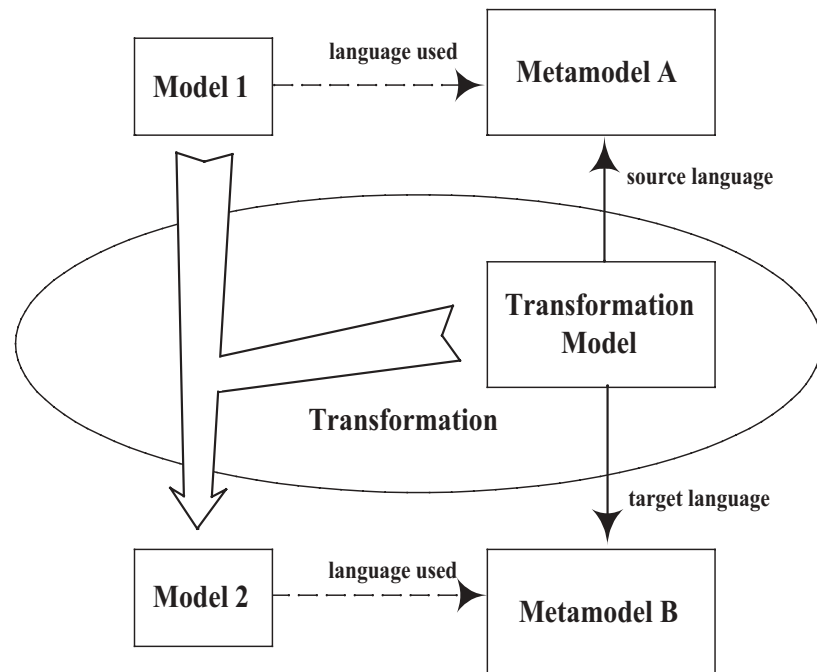 language used
Model 1
Metamodel A
source language
Transformation
Model
Transformation
target language
language used
Model 2
Metamodel B